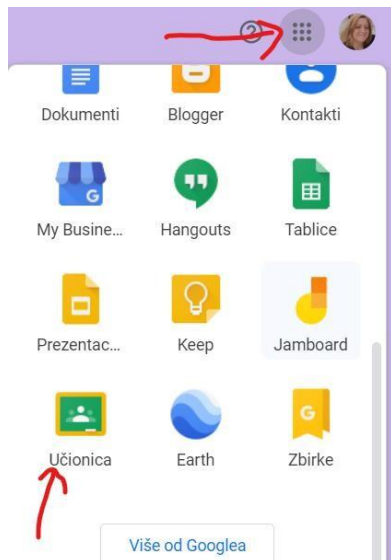 ?
Dokumenti Blogger Kontakti
My Busine... Hangouts Tablice
Prezentac... Keep Jamboard
Učionica Earth Zbirke
Više od Googlea